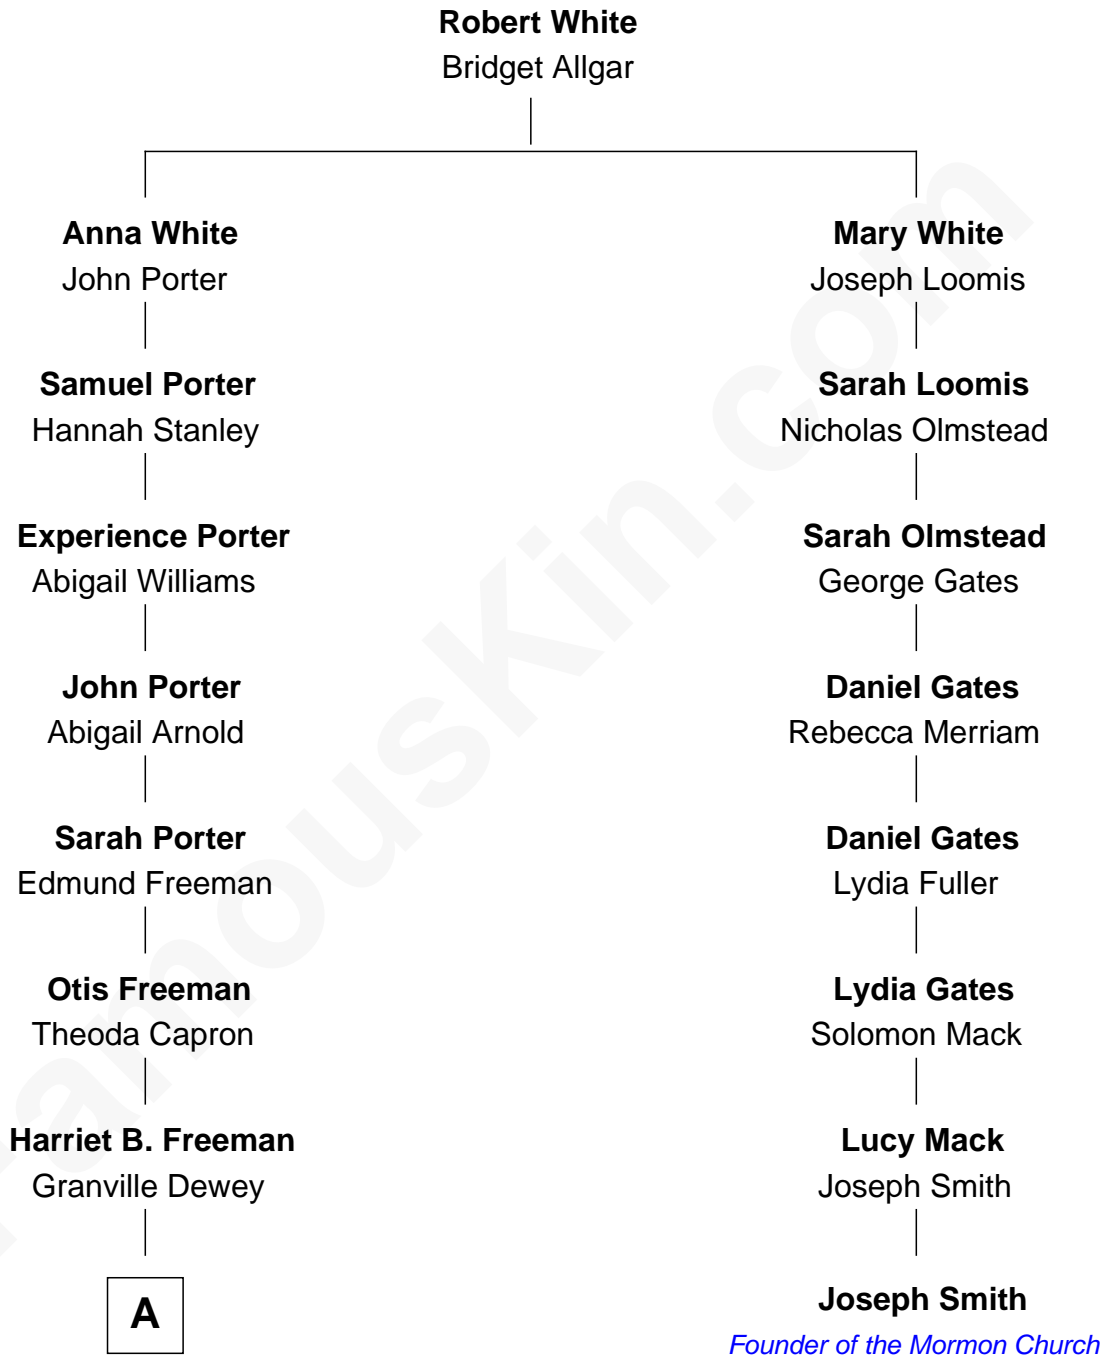 Robert White
Bridget Allgar
Anna White
John Porter
Mary White
Joseph Loomis
Samuel Porter
Hannah Stanley
Sarah Loomis
Nicholas Olmstead
Experience Porter
Abigail Williams
Sarah Olmstead
George Gates
John Porter
Abigail Arnold
Daniel Gates
Rebecca Merriam
Sarah Porter
Edmund Freeman
Daniel Gates
Lydia Fuller
Otis Freeman
Theoda Capron
Lydia Gates
Solomon Mack
Harriet B. Freeman
Granville Dewey
Lucy Mack
Joseph Smith
A
Joseph Smith
Founder of the Mormon Church
FamousKin.com